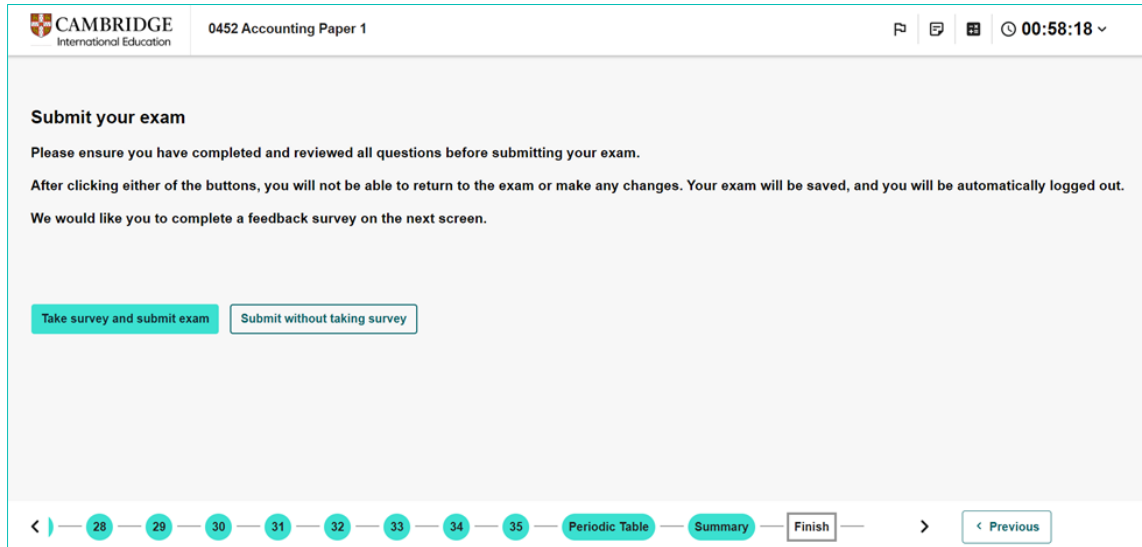 CAMBRIDGE
International Education
0452 Accounting Paper 1
00:58:18
Submit your exam
Please ensure you have completed and reviewed all questions before submitting your exam.
After clicking either of the buttons, you will not be able to return to the exam or make any changes. Your exam will be saved, and you will be automatically logged out.
We would like you to complete a feedback survey on the next screen.
Take survey and submit exam Submit without taking survey
28 29 30 31 32 33 34 35 Periodic Table Summary Finish Previous